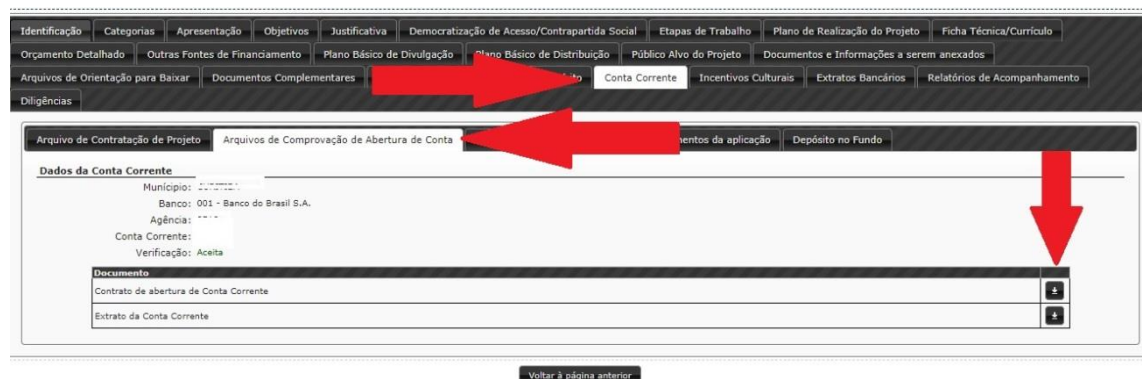 Identificação Categorias Apresentação Objetivos Justificativa Democratização de Acesso/Contrapartida Social Etapas de Trabalho Plano de Realização do Projeto Ficha Técnica/Currículo
Orçamento Detalhado Outras Fontes de Financiamento Plano Básico de Divulgação Plano Básico de Distribuição Público Alvo do Projeto Documentos e Informações a serem anexados
Arquivos de Orientação para Baixar Documentos Complementares Conta Corrente Incentivos Culturais Extratos Bancários Relatórios de Acompanhamento
Diligências
Arquivo de Contratação de Projeto Arquivos de Comprovação de Abertura de Conta da aplicação Depósito no Fundo
Dados da Conta Corrente
Município:
Banco: 001 - Banco do Brasil S.A.
Agência:
Conta Corrente:
Verificação: Aceita
Documento
Contrato de abertura de Conta Corrente
Extrato da Conta Corrente
Voltar à página anterior